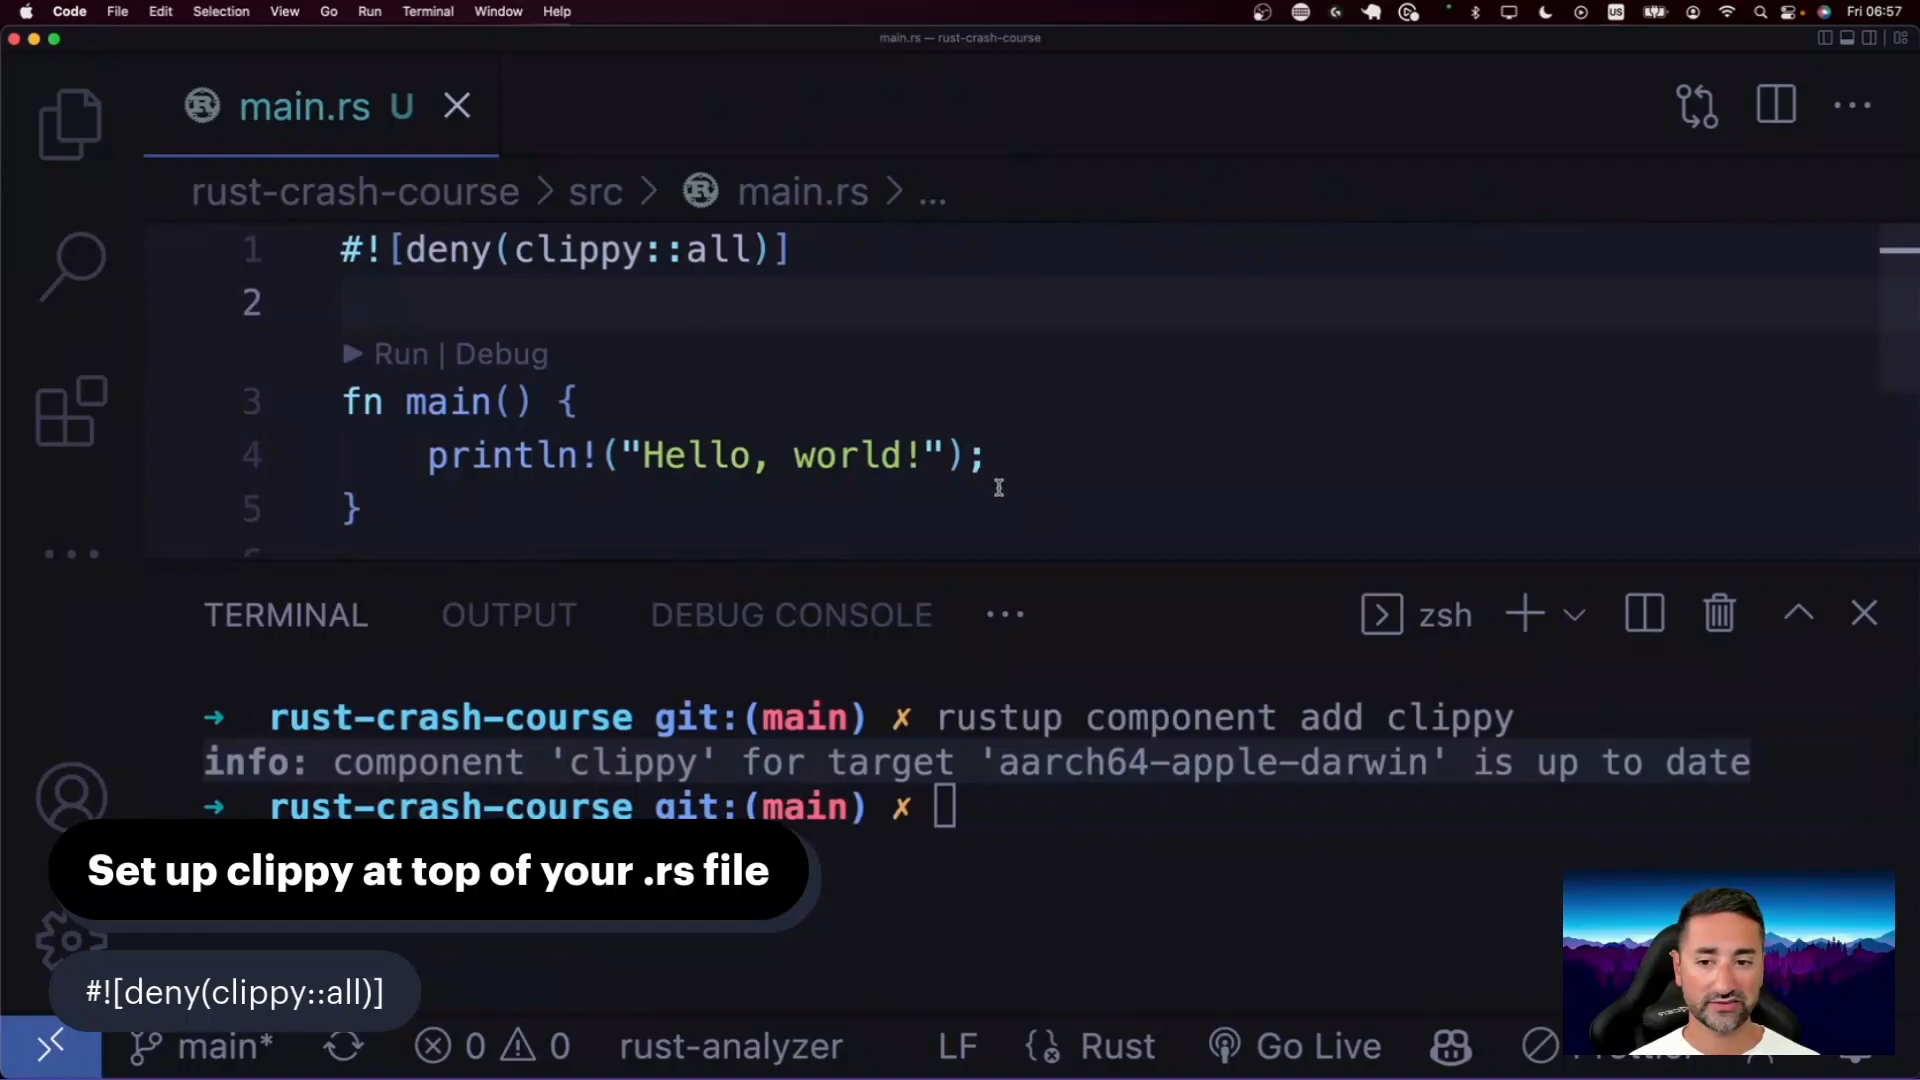 Code File Edit Selection View Go Run Terminal Window Help US Fri 06:57
main.rs — rust-crash-course
main.rs U
rust-crash-course > src > main.rs > ...
1 #![deny(clippy::all)]
2
Run | Debug
3 fn main() {
4 println!("Hello, world!");
5 }
TERMINAL OUTPUT DEBUG CONSOLE ... zsh
→ rust-crash-course git:(main) ✗ rustup component add clippy
info: component 'clippy' for target 'aarch64-apple-darwin' is up to date
→ rust-crash-course git:(main) ✗
Set up clippy at top of your .rs file
#![deny(clippy::all)]
main* 0 0 rust-analyzer LF Rust Go Live